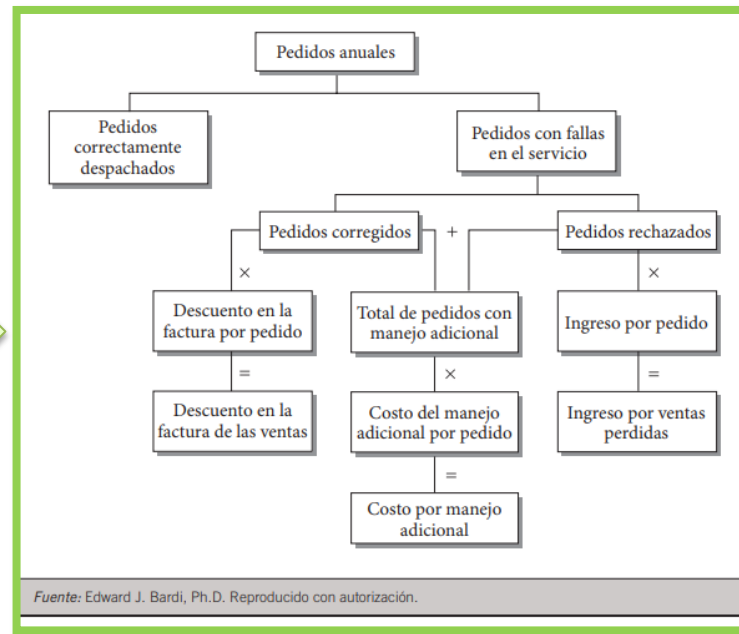 Pedidos anuales
Pedidos
correctamente
despachados
Pedidos con fallas
en el servicio
Pedidos corregidos
+
Pedidos rechazados
×
×
Descuento en la
factura por pedido
Total de pedidos con
manejo adicional
Ingreso por pedido
=
×
=
Descuento en la
factura de las ventas
Costo del manejo
adicional por pedido
Ingreso por ventas
perdidas
=
Costo por manejo
adicional
Fuente: Edward J. Bardi, Ph.D. Reproducido con autorización.